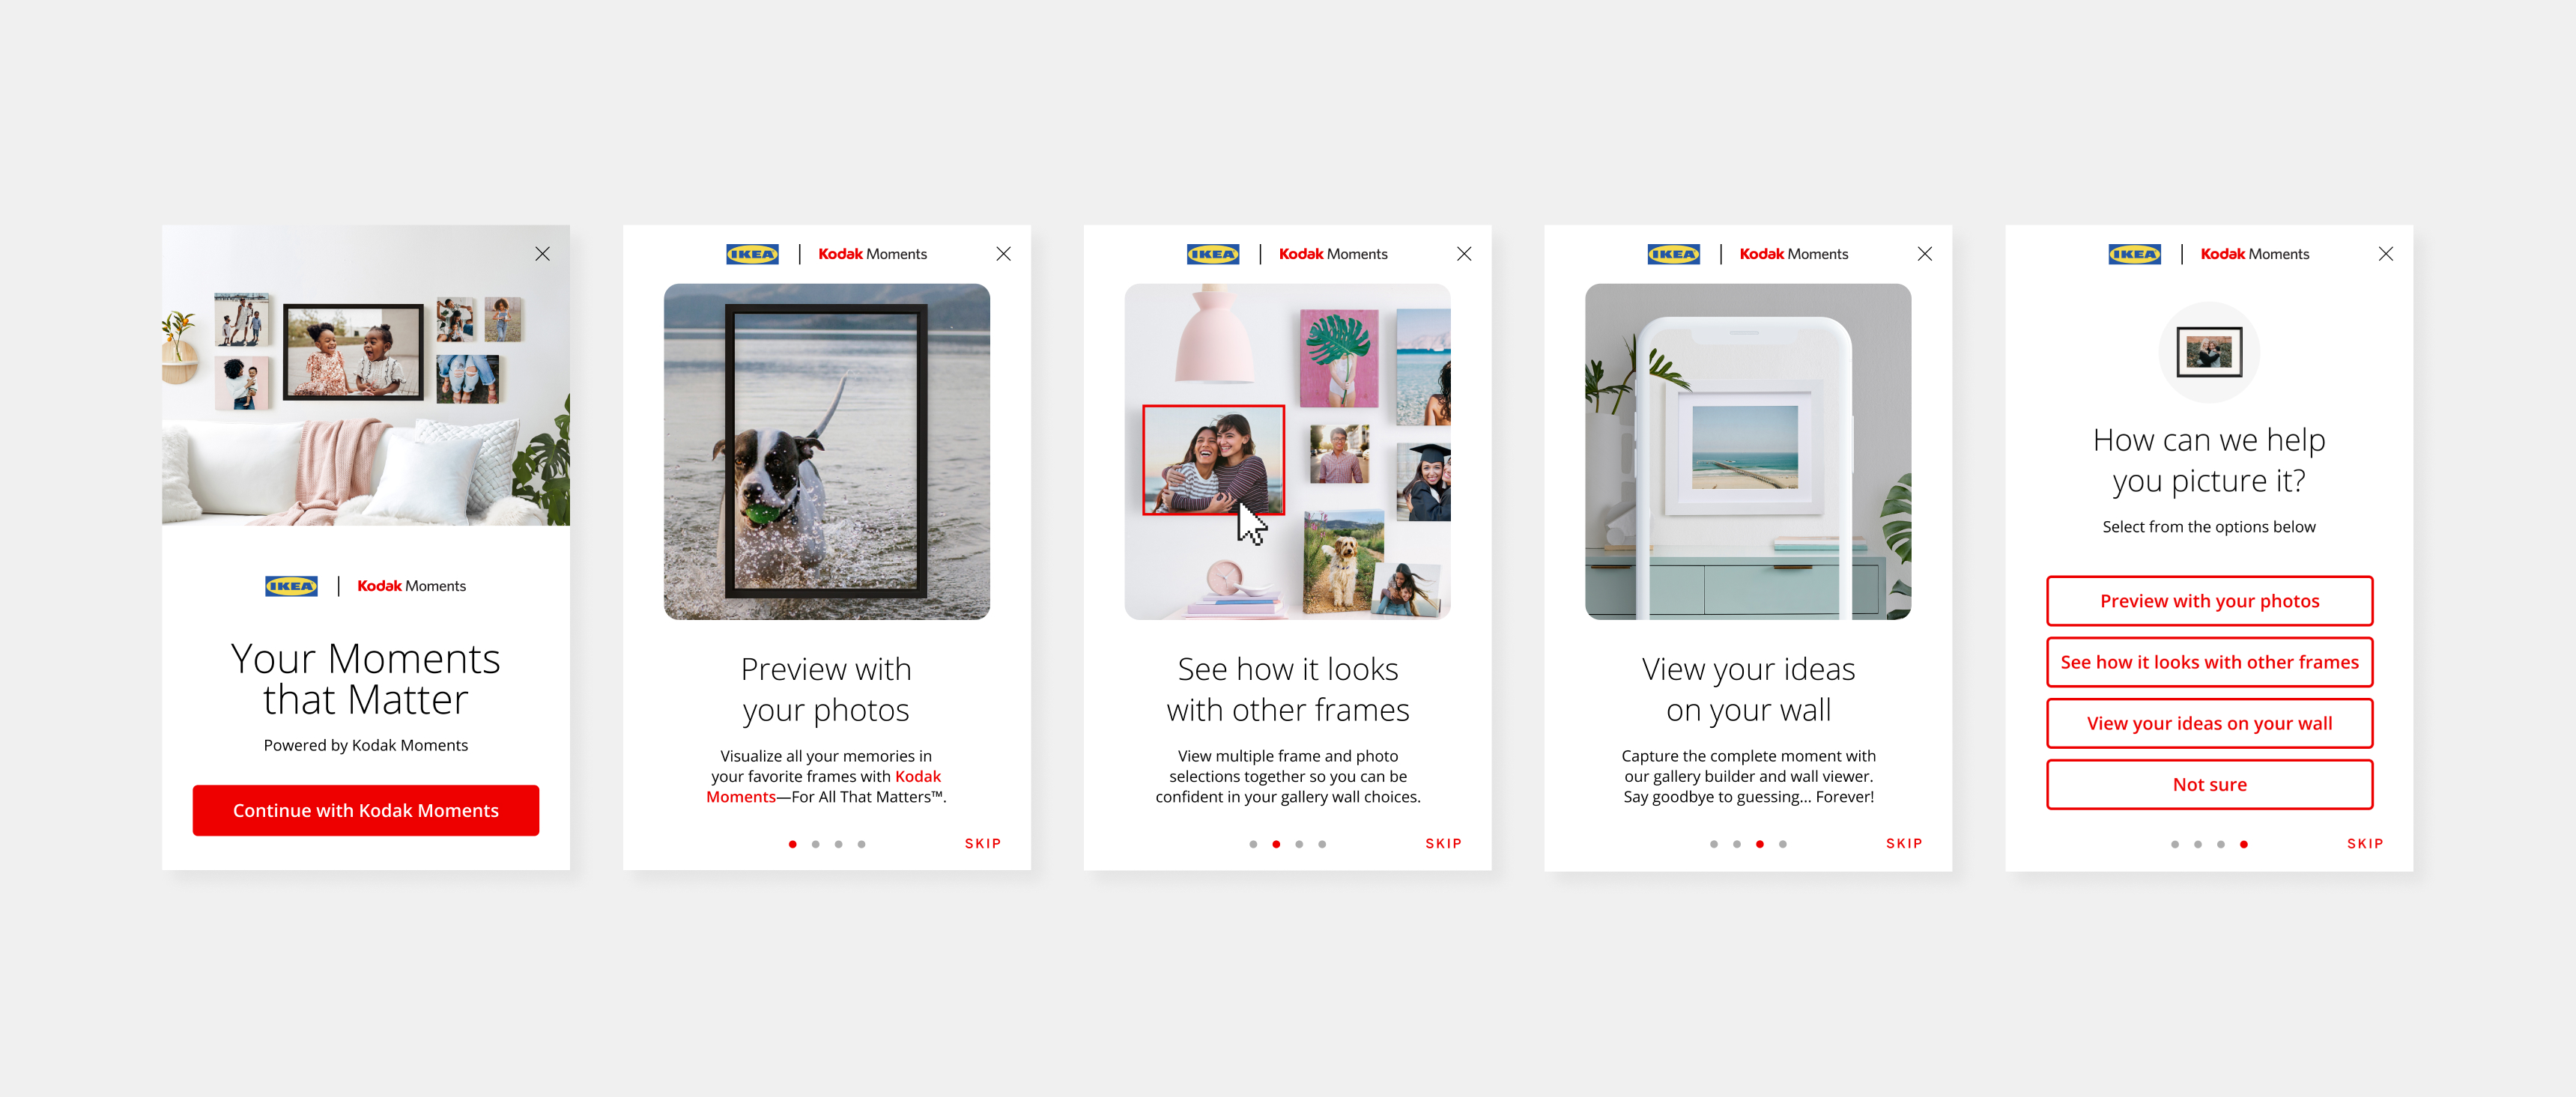 IKEA | Kodak Moments
Your Moments
that Matter
Powered by Kodak Moments
Continue with Kodak Moments
IKEA | Kodak Moments
Preview with
your photos
Visualize all your memories in
your favorite frames with Kodak
Moments—For All That Matters™.
SKIP
IKEA | Kodak Moments
See how it looks
with other frames
View multiple frame and photo
selections together so you can be
confident in your gallery wall choices.
SKIP
IKEA | Kodak Moments
View your ideas
on your wall
Capture the complete moment with
our gallery builder and wall viewer.
Say goodbye to guessing... Forever!
SKIP
IKEA | Kodak Moments
How can we help
you picture it?
Select from the options below
Preview with your photos
See how it looks with other frames
View your ideas on your wall
Not sure
SKIP